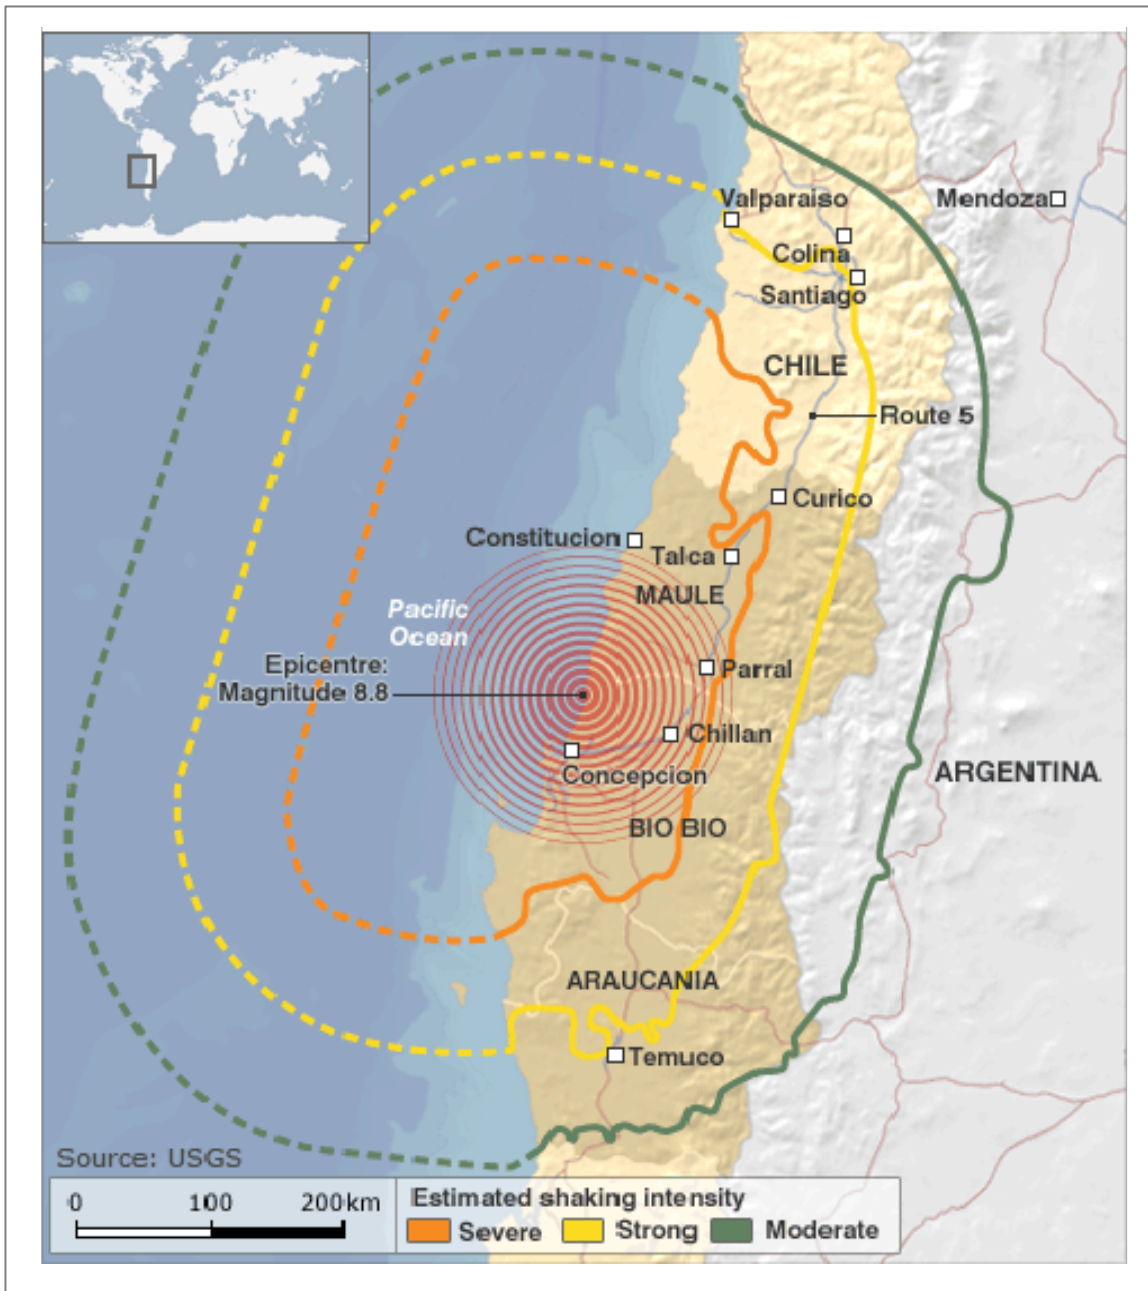 Valparaiso
Mendoza
Colina
Santiago
CHILE
Route 5
Curico
Constitucion
Talca
MAULE
Pacific
Ocean
Epicentre:
Magnitude 8.8
Parral
Chillan
Concepcion
ARGENTINA
BIO BIO
ARAUCANIA
Temuco
Source: USGS
0 100 200km
Estimated shaking intensity
Severe Strong Moderate